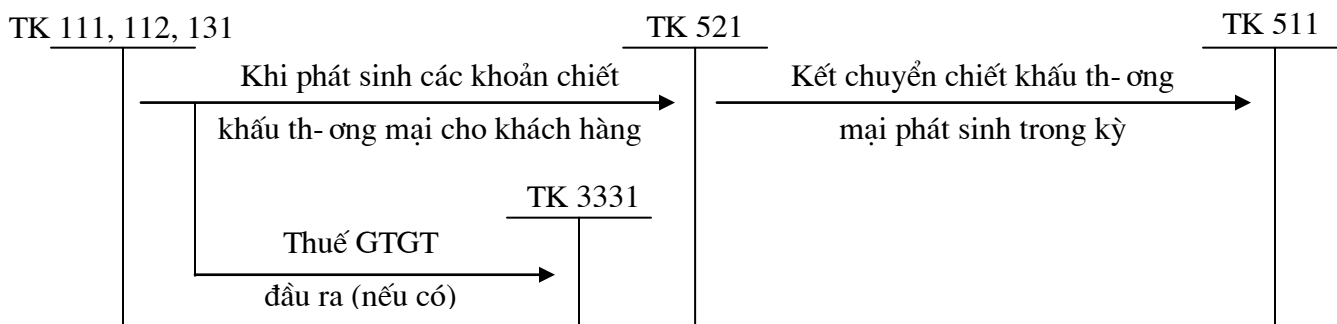 TK 111, 112, 131
TK 521
TK 511
Khi phát sinh các khoản chiết
khấu th- ơng mại cho khách hàng
Kết chuyển chiết khấu th- ơng
mại phát sinh trong kỳ
TK 3331
Thuế GTGT
đầu ra (nếu có)